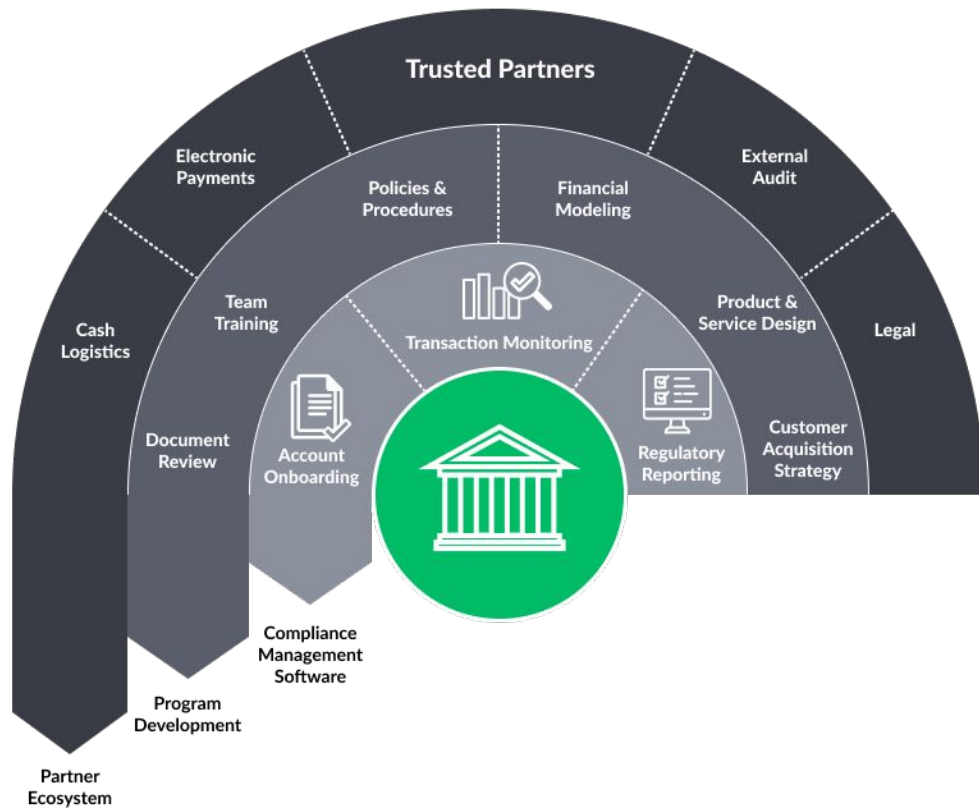 Trusted Partners
Electronic
Payments
External
Audit
Policies &
Procedures
Financial
Modeling
Cash
Logistics
Team
Training
Transaction Monitoring
Product &
Service Design
Legal
Document
Review
Account
Onboarding
Regulatory
Reporting
Customer
Acquisition
Strategy
Compliance
Management
Software
Program
Development
Partner
Ecosystem